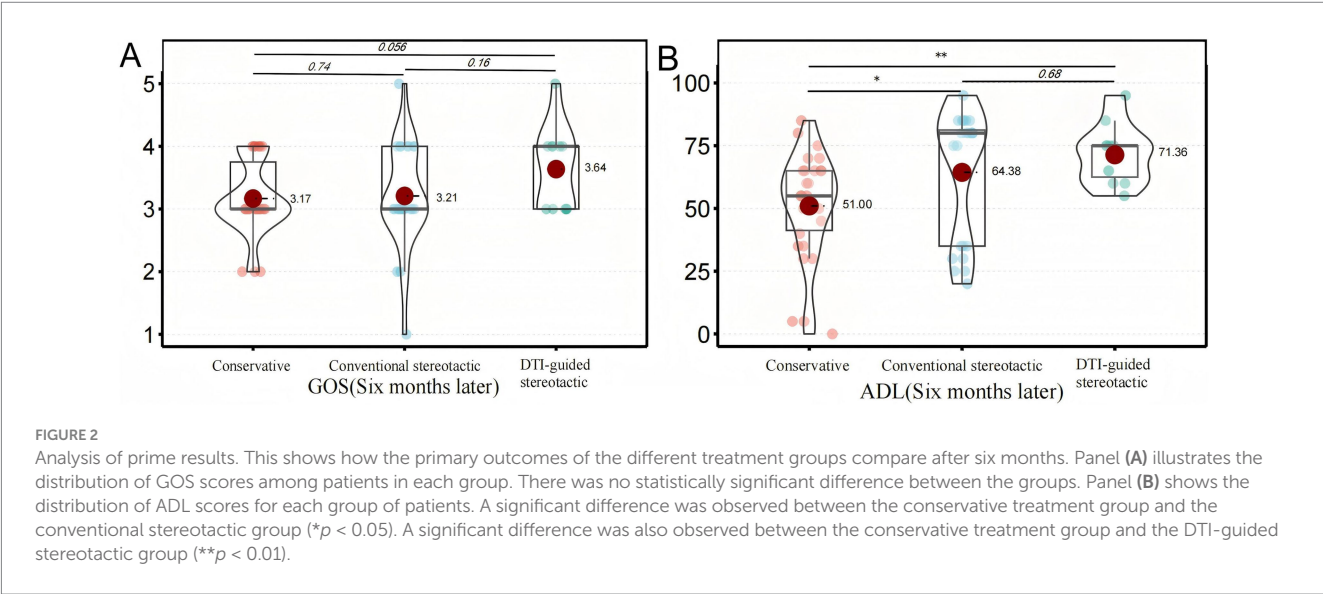 A
0.056
0.74
0.16
5
4
3
2
1
3.17
3.21
3.64
Conservative
Conventional stereotactic
DTI-guided
stereotactic
GOS(Six months later)
B
**
*
0.68
100
75
50
25
0
51.00
64.38
71.36
Conservative
Conventional stereotactic
DTI-guided
stereotactic
ADL(Six months later)
FIGURE 2
Analysis of prime results. This shows how the primary outcomes of the different treatment groups compare after six months. Panel (A) illustrates the
distribution of GOS scores among patients in each group. There was no statistically significant difference between the groups. Panel (B) shows the
distribution of ADL scores for each group of patients. A significant difference was observed between the conservative treatment group and the
conventional stereotactic group (*p < 0.05). A significant difference was also observed between the conservative treatment group and the DTI-guided
stereotactic group (**p < 0.01).